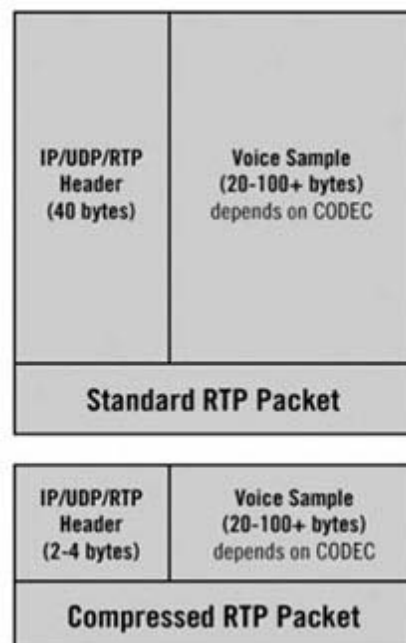 IP/UDP/RTP
Header
(40 bytes)
Voice Sample
(20-100+ bytes)
depends on CODEC
Standard RTP Packet
IP/UDP/RTP
Header
(2-4 bytes)
Voice Sample
(20-100+ bytes)
depends on CODEC
Compressed RTP Packet